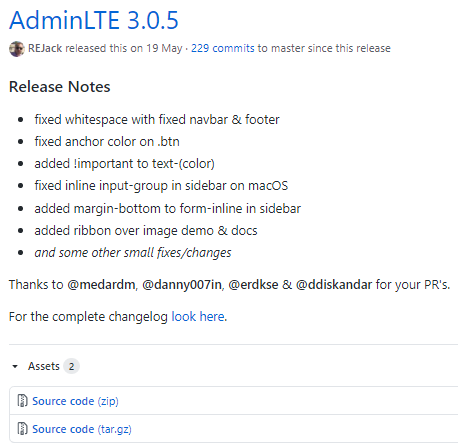 AdminLTE 3.0.5
REJack released this on 19 May · 229 commits to master since this release
Release Notes
• fixed whitespace with fixed navbar & footer
• fixed anchor color on .btn
• added !important to text-(color)
• fixed inline input-group in sidebar on macOS
• added margin-bottom to form-inline in sidebar
• added ribbon over image demo & docs
• and some other small fixes/changes
Thanks to @medardm, @danny007in, @erdkse & @ddiskandar for your PR's.
For the complete changelog look here.
Assets 2
Source code (zip)
Source code (tar.gz)